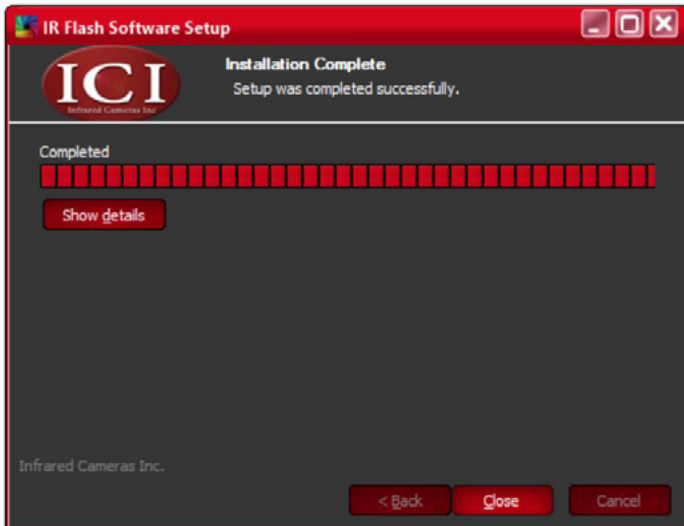 IR Flash Software Setup
ICI
Infrared Cameras Inc
Installation Complete
Setup was completed successfully.
Completed
Show details
Infrared Cameras Inc.
< Back
Close
Cancel